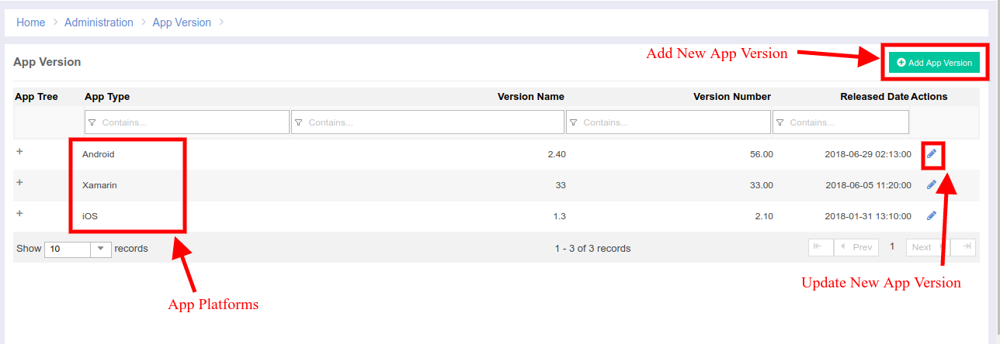 Home > Administration > App Version >
App Version
Add New App Version
Add App Version
App Tree App Type Version Name Version Number Released Date Actions
Contains... Contains... Contains... Contains...
+ Android 2.40 56.00 2018-06-29 02:13:00
+ Xamarin 33 33.00 2018-06-05 11:20:00
+ iOS 1.3 2.10 2018-01-31 13:10:00
Show 10 records 1 - 3 of 3 records Prev 1 Next
Update New App Version
App Platforms